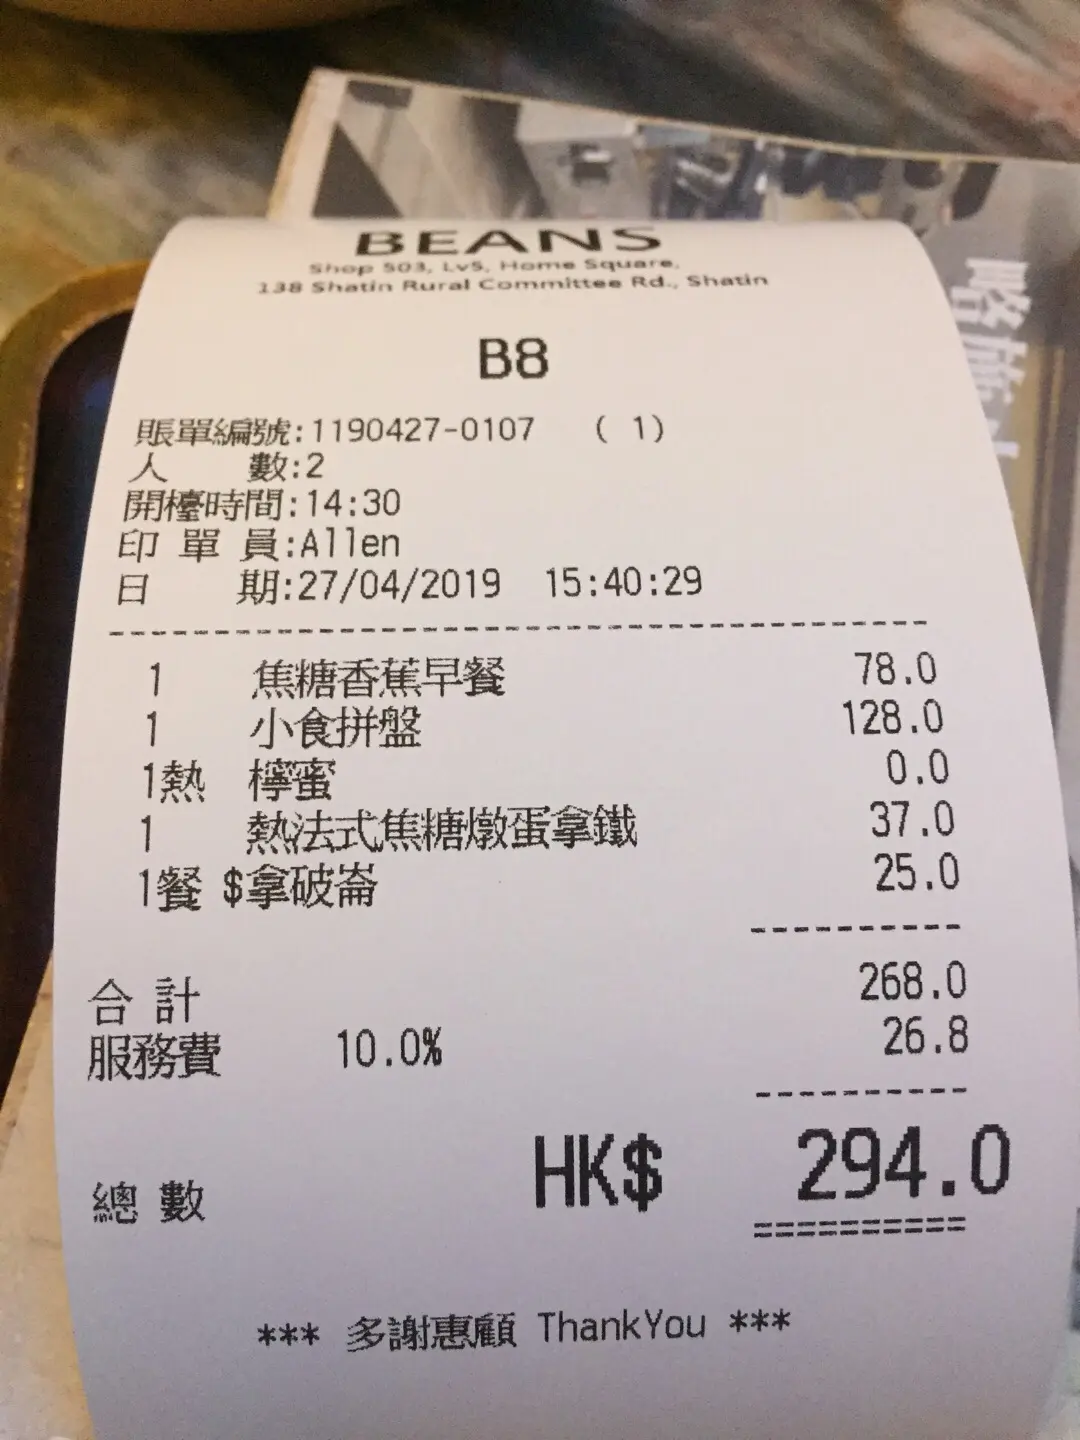 BEANS
Shop 503, Lv5, Home Square,
138 Shatin Rural Committee Rd., Shatin
B8
賬單編號:1190427-0107 ( 1)
人 數:2
開檯時間:14:30
印 單 員:Allen
日 期:27/04/2019 15:40:29
1 焦糖香蕉早餐 78.0
1 小食拼盤 128.0
1熱 檸蜜 0.0
1 熱法式焦糖燉蛋拿鐵 37.0
1餐 $拿破崙 25.0
合 計 268.0
服務費 10.0% 26.8
總 數 HK$ 294.0
*** 多謝惠顧 ThankYou ***